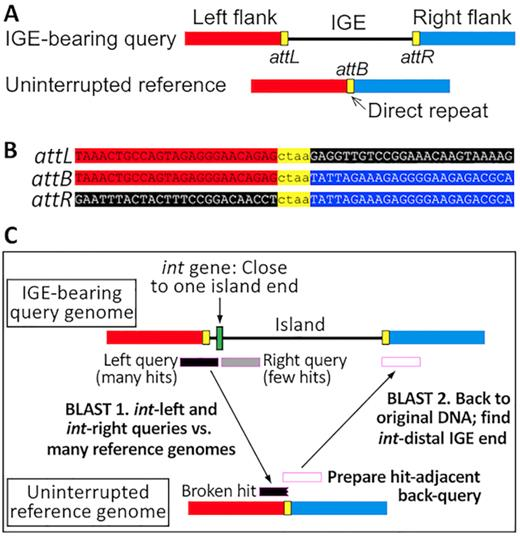 A
Left flank IGE Right flank
IGE-bearing query
attL attR
attB
Uninterrupted reference
Direct repeat
B
attL TAAACTGCCAGTAGAGGGAACAGAGctaaGAGGTTGTCCGGAAACAAGTAAAAG
attB TAAACTGCCAGTAGAGGGAACAGAGctaaTATTAGAAAGAGGGGAAGAGACGCA
attR GAATTTACTACTTTCCGGACAACCTctaaTATTAGAAAGAGGGGAAGAGACGCA
C
int gene: Close
to one island end
IGE-bearing
query genome
Island
Left query
(many hits)
Right query
(few hits)
BLAST 1. int-left and
int-right queries vs.
many reference genomes
BLAST 2. Back to
original DNA; find
int-distal IGE end
Broken hit
Prepare hit-adjacent
back-query
Uninterrupted
reference genome